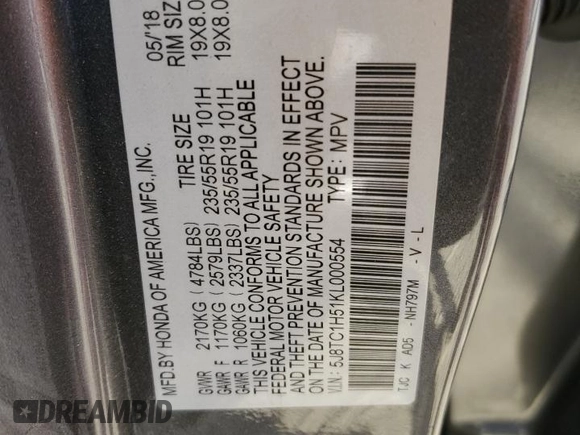 MFD.BY HONDA OF AMERICA MFG.,INC. 05/'18
TIRE SIZE RIM SIZE
GVWR 2170KG (4784LBS)
GAWR F 1170KG (2579LBS) 235/55R19 101H 19X8.0
GAWR R 1060KG (2337LBS) 235/55R19 101H 19X8.0
THIS VEHICLE CONFORMS TO ALL APPLICABLE
FEDERAL MOTOR VEHICLE SAFETY
AND THEFT PREVENTION STANDARDS IN EFFECT
ON THE DATE OF MANUFACTURE SHOWN ABOVE.
V.I.N.: 5J8TC1H51KL000554 TYPE: MPV
TJC K AD5 -NH797M -V-L
DREAMBID